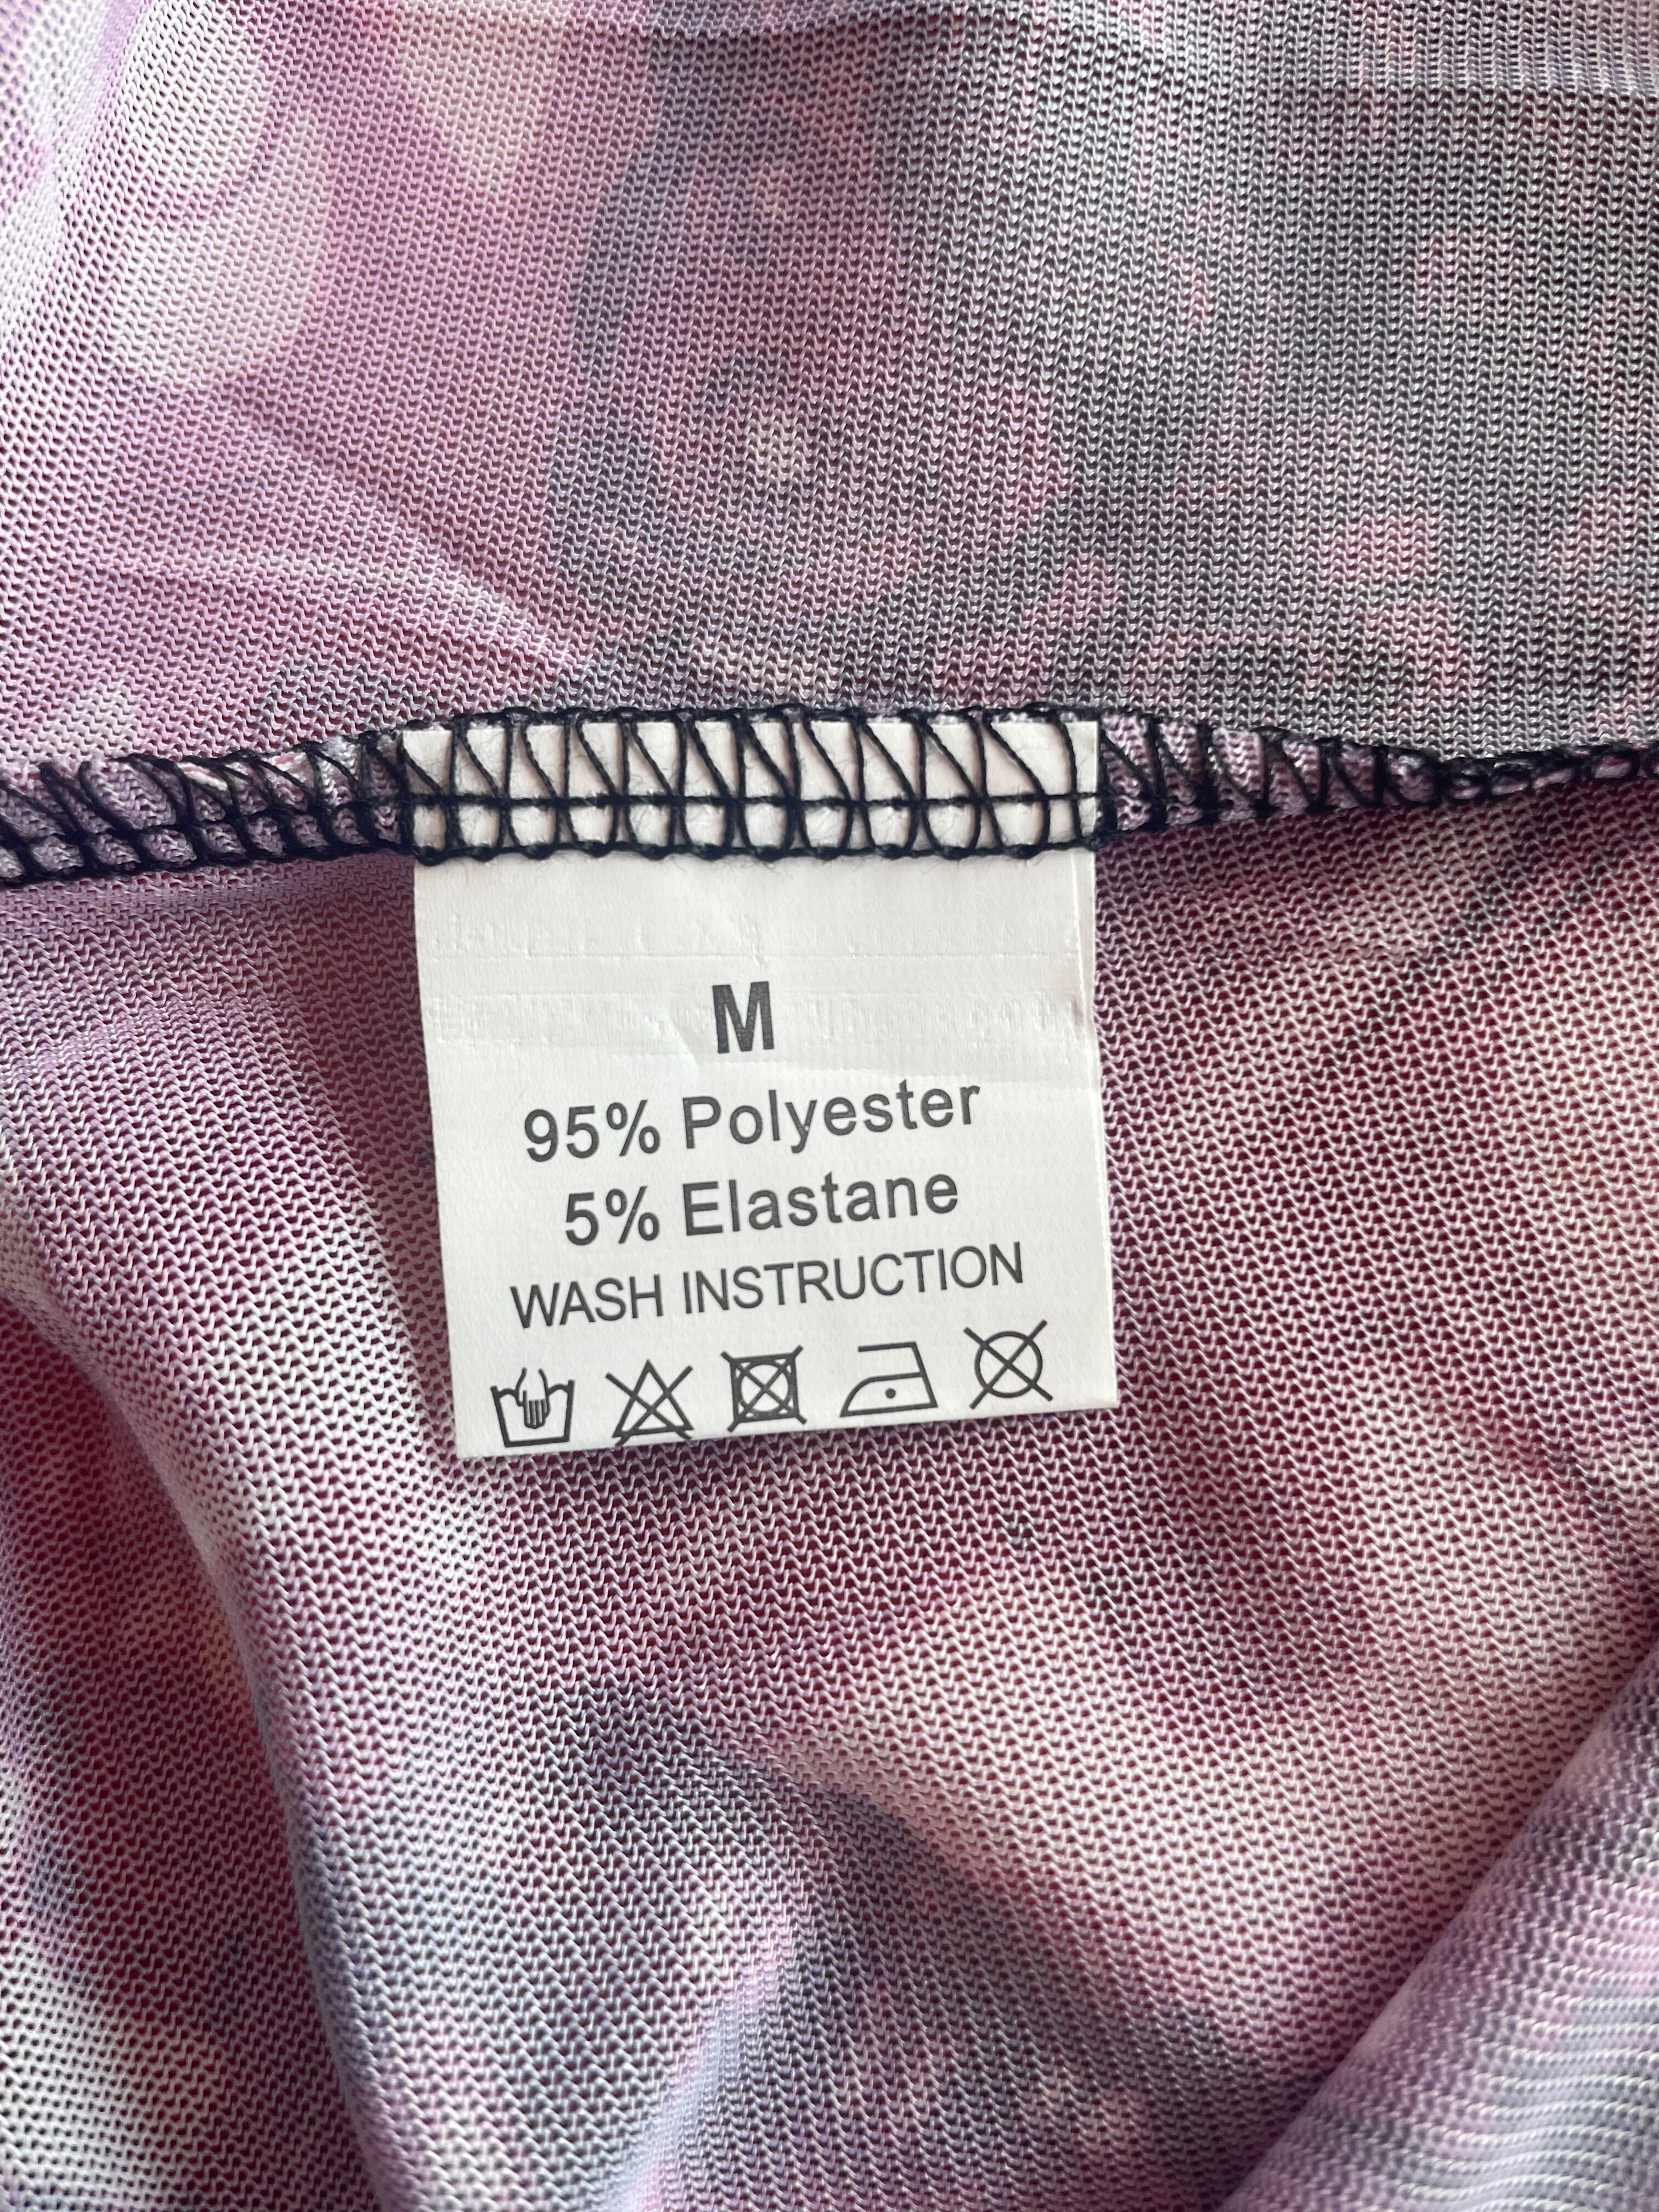 M
95% Polyester
5% Elastane
WASH INSTRUCTION